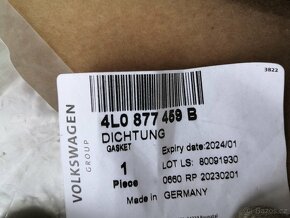 3822
VOLKSWAGEN
GROUP
4L0 877 459 B
DICHTUNG
GASKET
Expiry date:2024/01
1
LOT LS: 60091930
Piece
0660 RP 20230201
Made in GERMANY